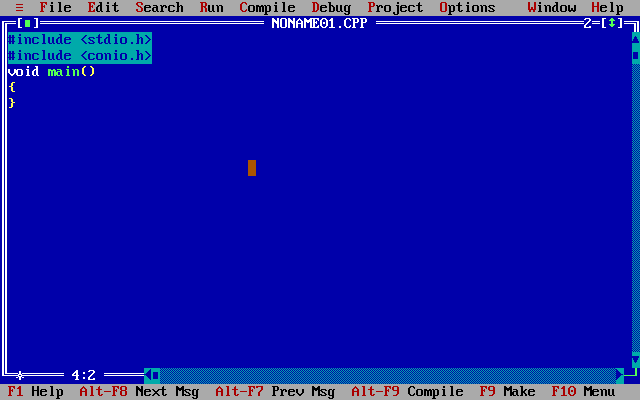 ≡ File Edit Search Run Compile Debug Project Options Window Help
[■] NONAME01.CPP 2=[↕]
#include <stdio.h>
#include <conio.h>
void main()
{
}
4:2
F1 Help Alt-F8 Next Msg Alt-F7 Prev Msg Alt-F9 Compile F9 Make F10 Menu